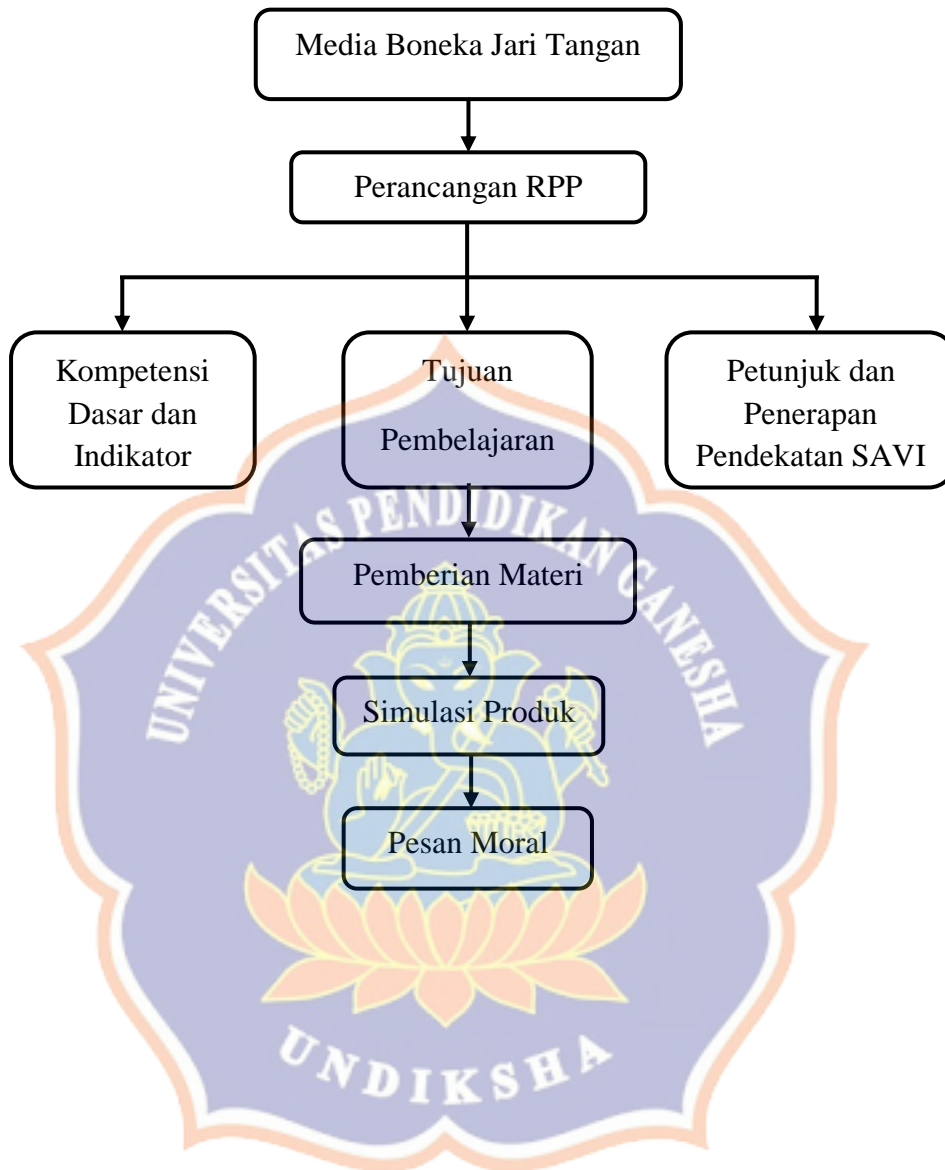 Media Boneka Jari Tangan
Perancangan RPP
Kompetensi
Dasar dan
Indikator
Tujuan
Pembelajaran
Petunjuk dan
Penerapan
Pendekatan SAVI
UNIVERSITAS PENDIDIKAN GANESHA
Pemberian Materi
Simulasi Produk
Pesan Moral
UNDIKSHA